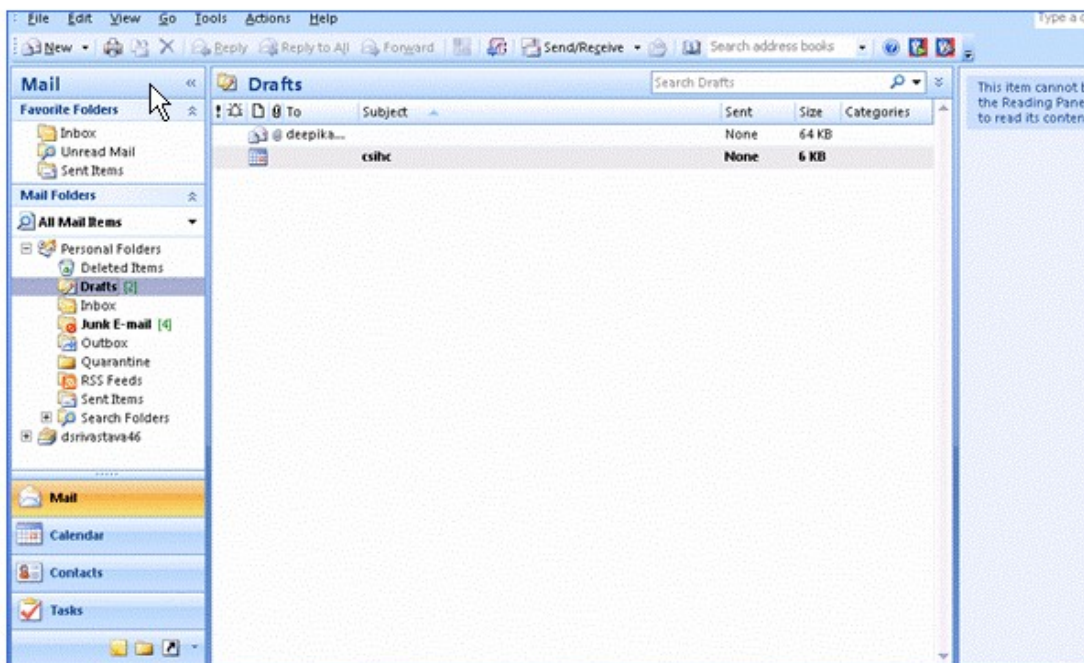 File Edit View Go Tools Actions Help
Type a
New Reply Reply to All Forward Send/Receive Search address books
Mail
Favorite Folders
Inbox
Unread Mail
Sent Items
Mail Folders
All Mail Items
Personal Folders
Deleted Items
Drafts [2]
Inbox
Junk E-mail [4]
Outbox
Quarantine
RSS Feeds
Sent Items
Search Folders
dsrivastava46
Mail
Calendar
Contacts
Tasks
Drafts Search Drafts
! To Subject Sent Size Categories
deepika... None 64 KB
csihc None 6 KB
This item cannot
the Reading Pane
to read its